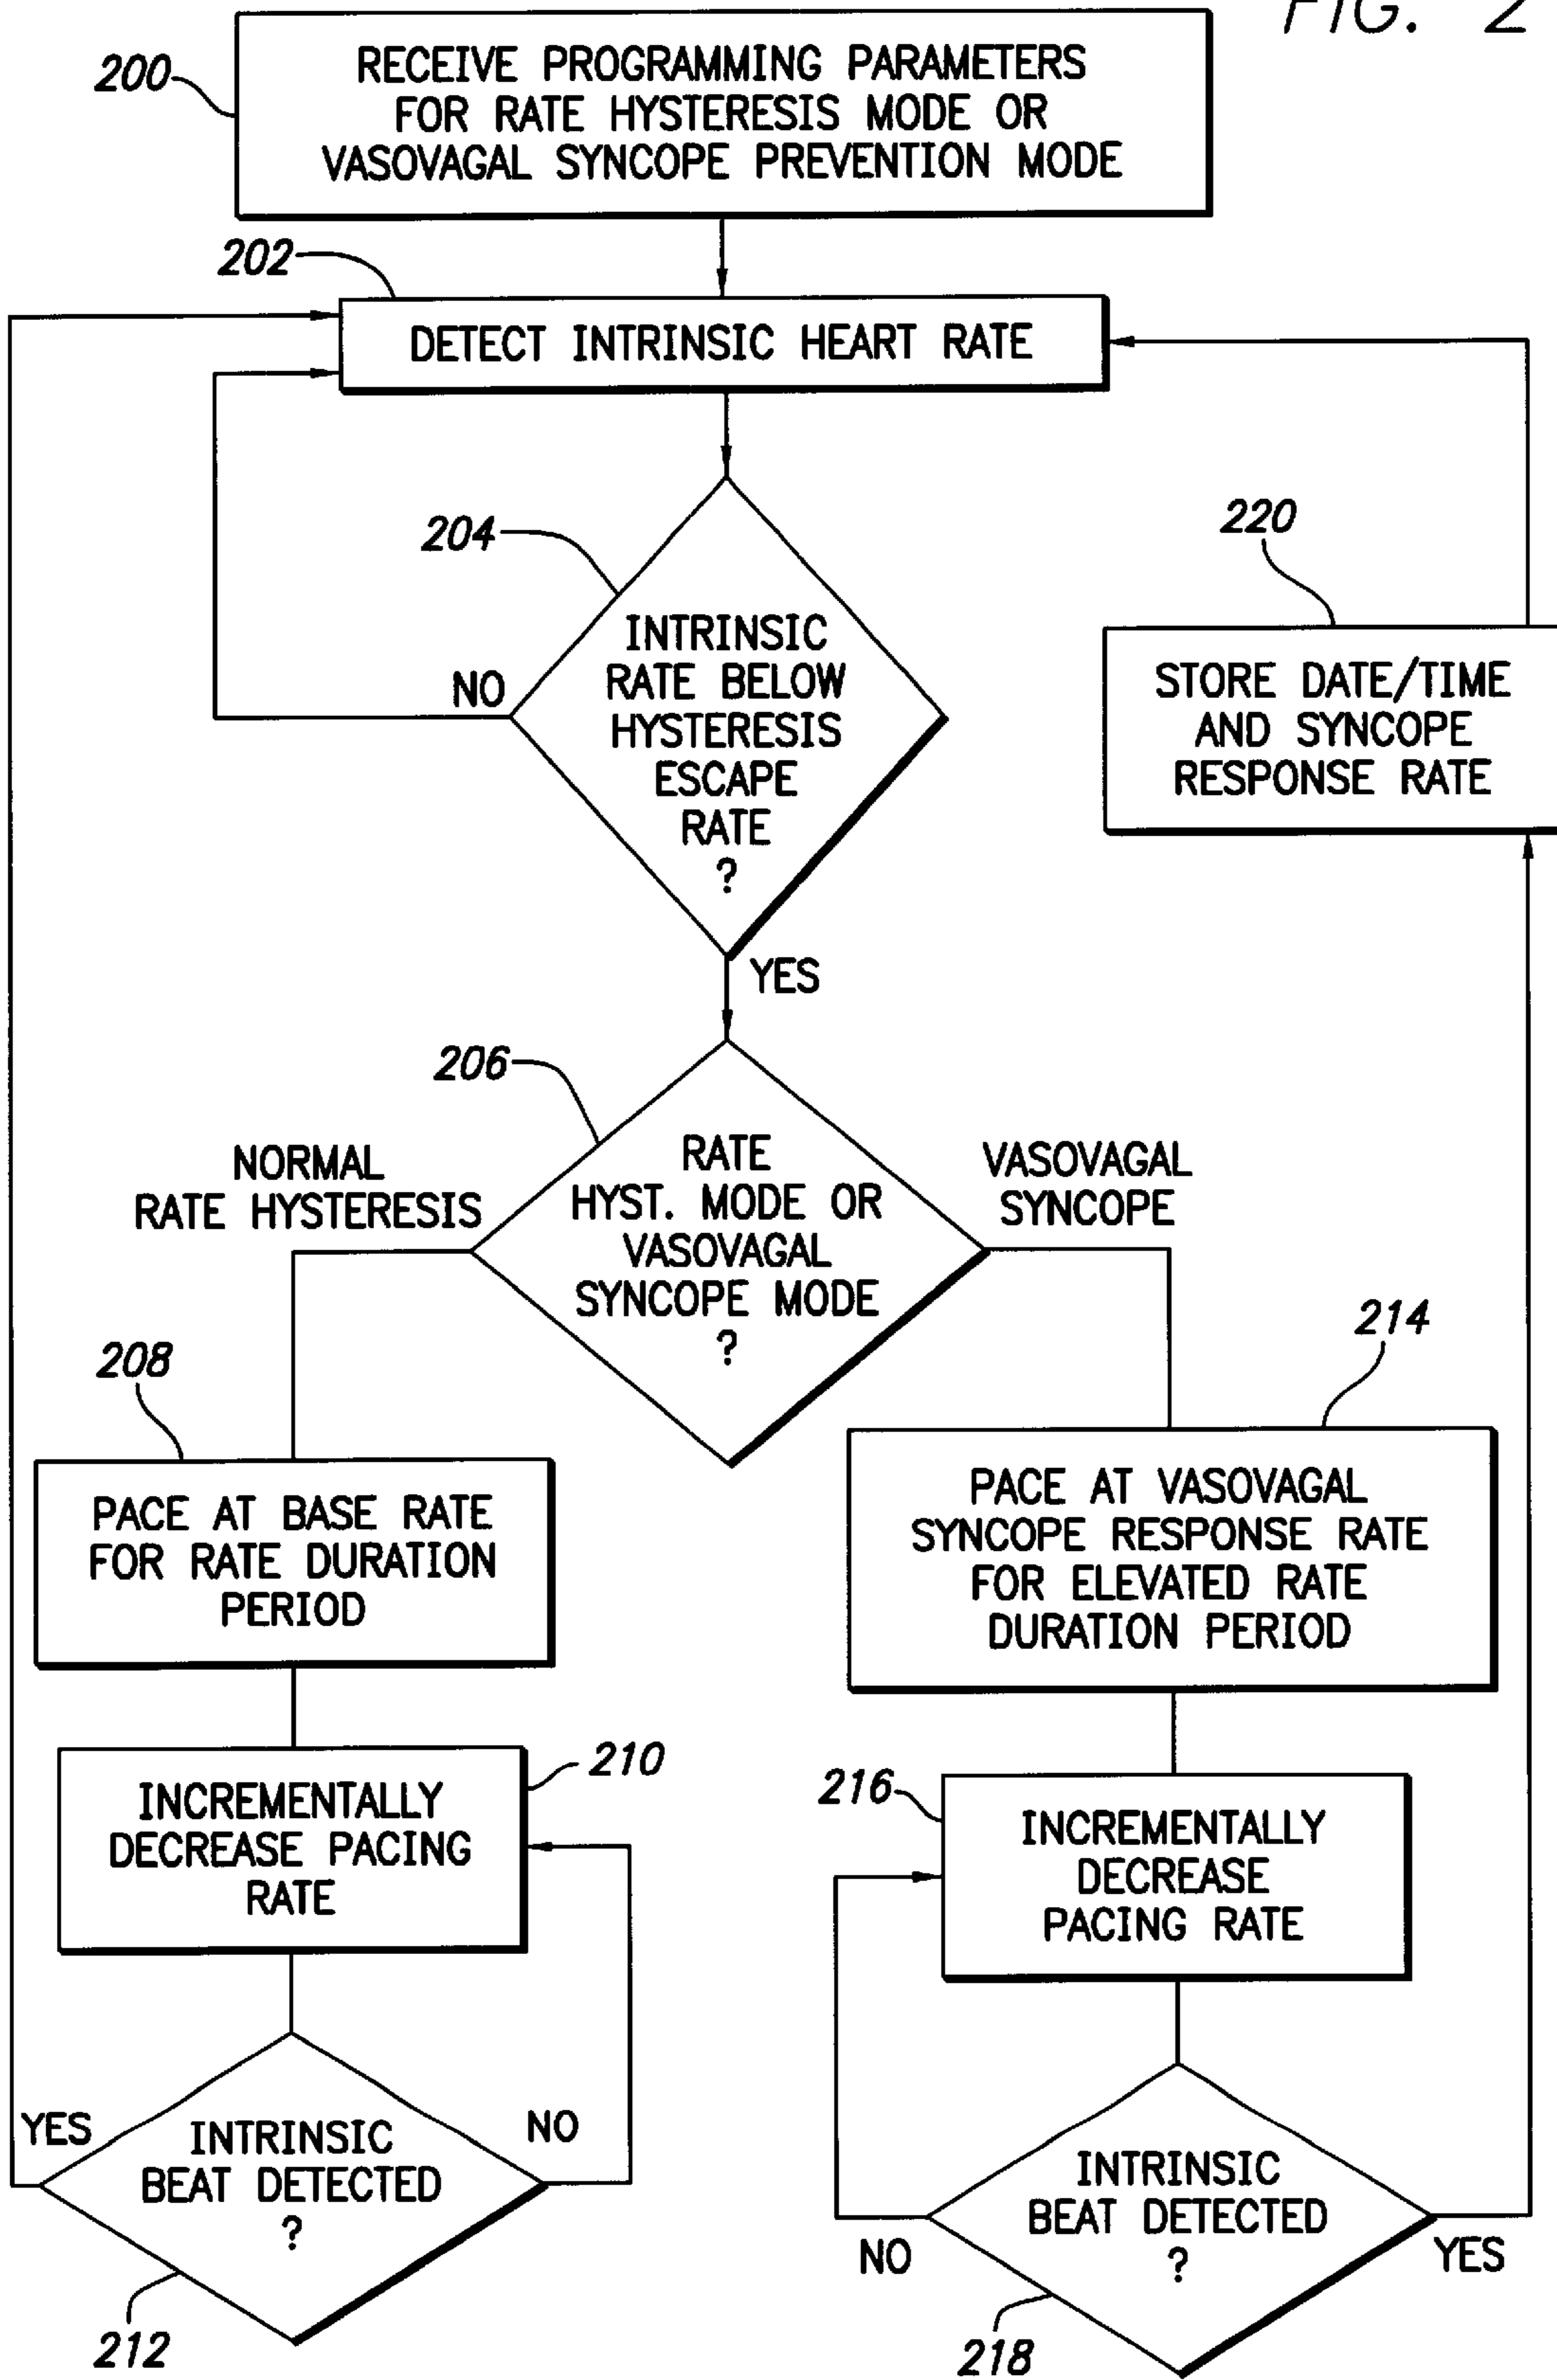 FIG. 2
200
RECEIVE PROGRAMMING PARAMETERS
FOR RATE HYSTERESIS MODE OR
VASOVAGAL SYNCOPE PREVENTION MODE
202
DETECT INTRINSIC HEART RATE
204
INTRINSIC
RATE BELOW
HYSTERESIS
ESCAPE
RATE
?
NO
YES
220
STORE DATE/TIME
AND SYNCOPE
RESPONSE RATE
206
RATE
HYST. MODE OR
VASOVAGAL
SYNCOPE MODE
?
NORMAL
RATE HYSTERESIS
VASOVAGAL
SYNCOPE
208
PACE AT BASE RATE
FOR RATE DURATION
PERIOD
214
PACE AT VASOVAGAL
SYNCOPE RESPONSE RATE
FOR ELEVATED RATE
DURATION PERIOD
210
INCREMENTALLY
DECREASE PACING
RATE
216
INCREMENTALLY
DECREASE
PACING RATE
YES
INTRINSIC
BEAT DETECTED
?
NO
212
INTRINSIC
BEAT DETECTED
?
NO
YES
218